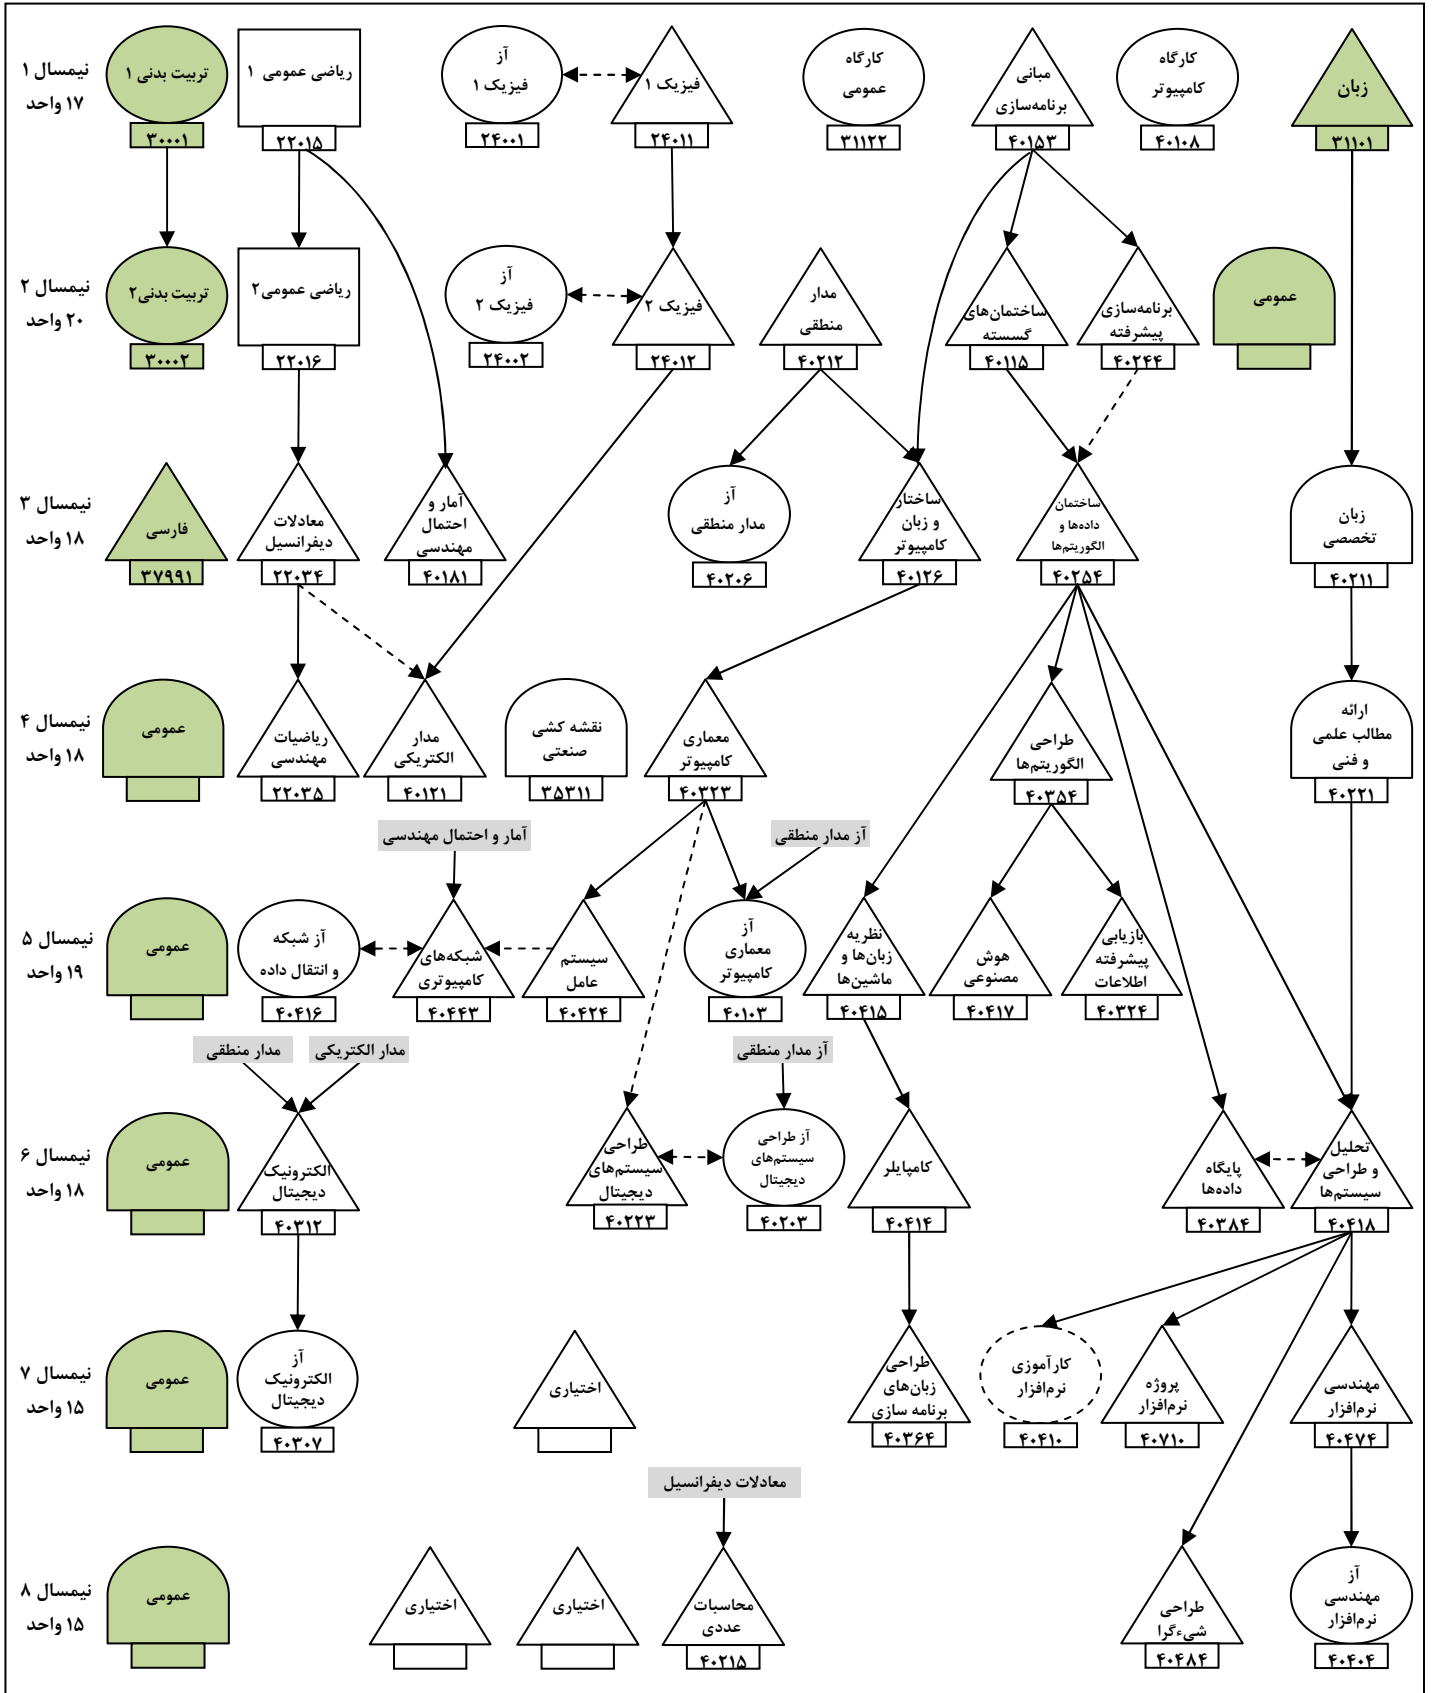 نیمسال ۱
۱۷ واحد
زبان
۳۱۱۰۱
کارگاه
کامپیوتر
۴۰۱۰۸
مبانی
برنامه‌سازی
۴۰۱۵۳
کارگاه
عمومی
۳۱۱۲۲
فیزیک ۱
۲۴۰۱۱
آز
فیزیک ۱
۲۴۰۰۱
ریاضی عمومی ۱
۲۲۰۱۵
تربیت بدنی ۱
۳۰۰۰۱
نیمسال ۲
۲۰ واحد
عمومی
برنامه‌سازی
پیشرفته
۴۰۲۴۴
ساختمان‌های
گسسته
۴۰۱۱۵
مدار
منطقی
۴۰۲۱۲
فیزیک ۲
۲۴۰۱۲
آز
فیزیک ۲
۲۴۰۰۲
ریاضی عمومی۲
۲۲۰۱۶
تربیت بدنی۲
۳۰۰۰۲
نیمسال ۳
۱۸ واحد
زبان
تخصصی
۴۰۲۱۱
ساختمان
داده‌ها و
الگوریتم‌ها
۴۰۲۵۴
ساختار
و زبان
کامپیوتر
۴۰۱۲۶
آز
مدار منطقی
۴۰۲۰۶
آمار و
احتمال
مهندسی
۴۰۱۸۱
معادلات
دیفرانسیل
۲۲۰۳۴
فارسی
۳۷۹۹۱
نیمسال ۴
۱۸ واحد
ارائه
مطالب علمی
و فنی
۴۰۲۲۱
طراحی
الگوریتم‌ها
۴۰۳۵۴
معماری
کامپیوتر
۴۰۳۲۳
نقشه کشی
صنعتی
۳۵۳۱۱
مدار
الکتریکی
۴۰۱۲۱
ریاضیات
مهندسی
۲۲۰۳۵
عمومی
آز مدار منطقی
آمار و احتمال مهندسی
نیمسال ۵
۱۹ واحد
بازیابی
پیشرفته
اطلاعات
۴۰۳۲۴
هوش
مصنوعی
۴۰۴۱۷
نظریه
زبان‌ها و
ماشین‌ها
۴۰۴۱۵
آز
معماری
کامپیوتر
۴۰۱۰۳
سیستم
عامل
۴۰۴۲۴
شبکه‌های
کامپیوتری
۴۰۴۴۳
آز شبکه
و انتقال داده
۴۰۴۱۶
عمومی
آز مدار منطقی
مدار الکتریکی
مدار منطقی
نیمسال ۶
۱۸ واحد
تحلیل
و طراحی
سیستم‌ها
۴۰۴۱۸
پایگاه
داده‌ها
۴۰۳۸۴
کامپایلر
۴۰۴۱۴
آز طراحی
سیستم‌های
دیجیتال
۴۰۲۰۳
طراحی
سیستم‌های
دیجیتال
۴۰۲۲۳
الکترونیک
دیجیتال
۴۰۳۱۲
عمومی
نیمسال ۷
۱۵ واحد
مهندسی
نرم‌افزار
۴۰۴۷۴
پروژه
نرم‌افزار
۴۰۷۱۰
کارآموزی
نرم‌افزار
۴۰۴۱۰
طراحی
زبان‌های
برنامه سازی
۴۰۳۶۴
اختیاری
آز
الکترونیک
دیجیتال
۴۰۳۰۷
عمومی
معادلات دیفرانسیل
نیمسال ۸
۱۵ واحد
آز
مهندسی
نرم‌افزار
۴۰۴۰۴
طراحی
شیءگرا
۴۰۴۸۴
محاسبات
عددی
۴۰۲۱۵
اختیاری
اختیاری
عمومی